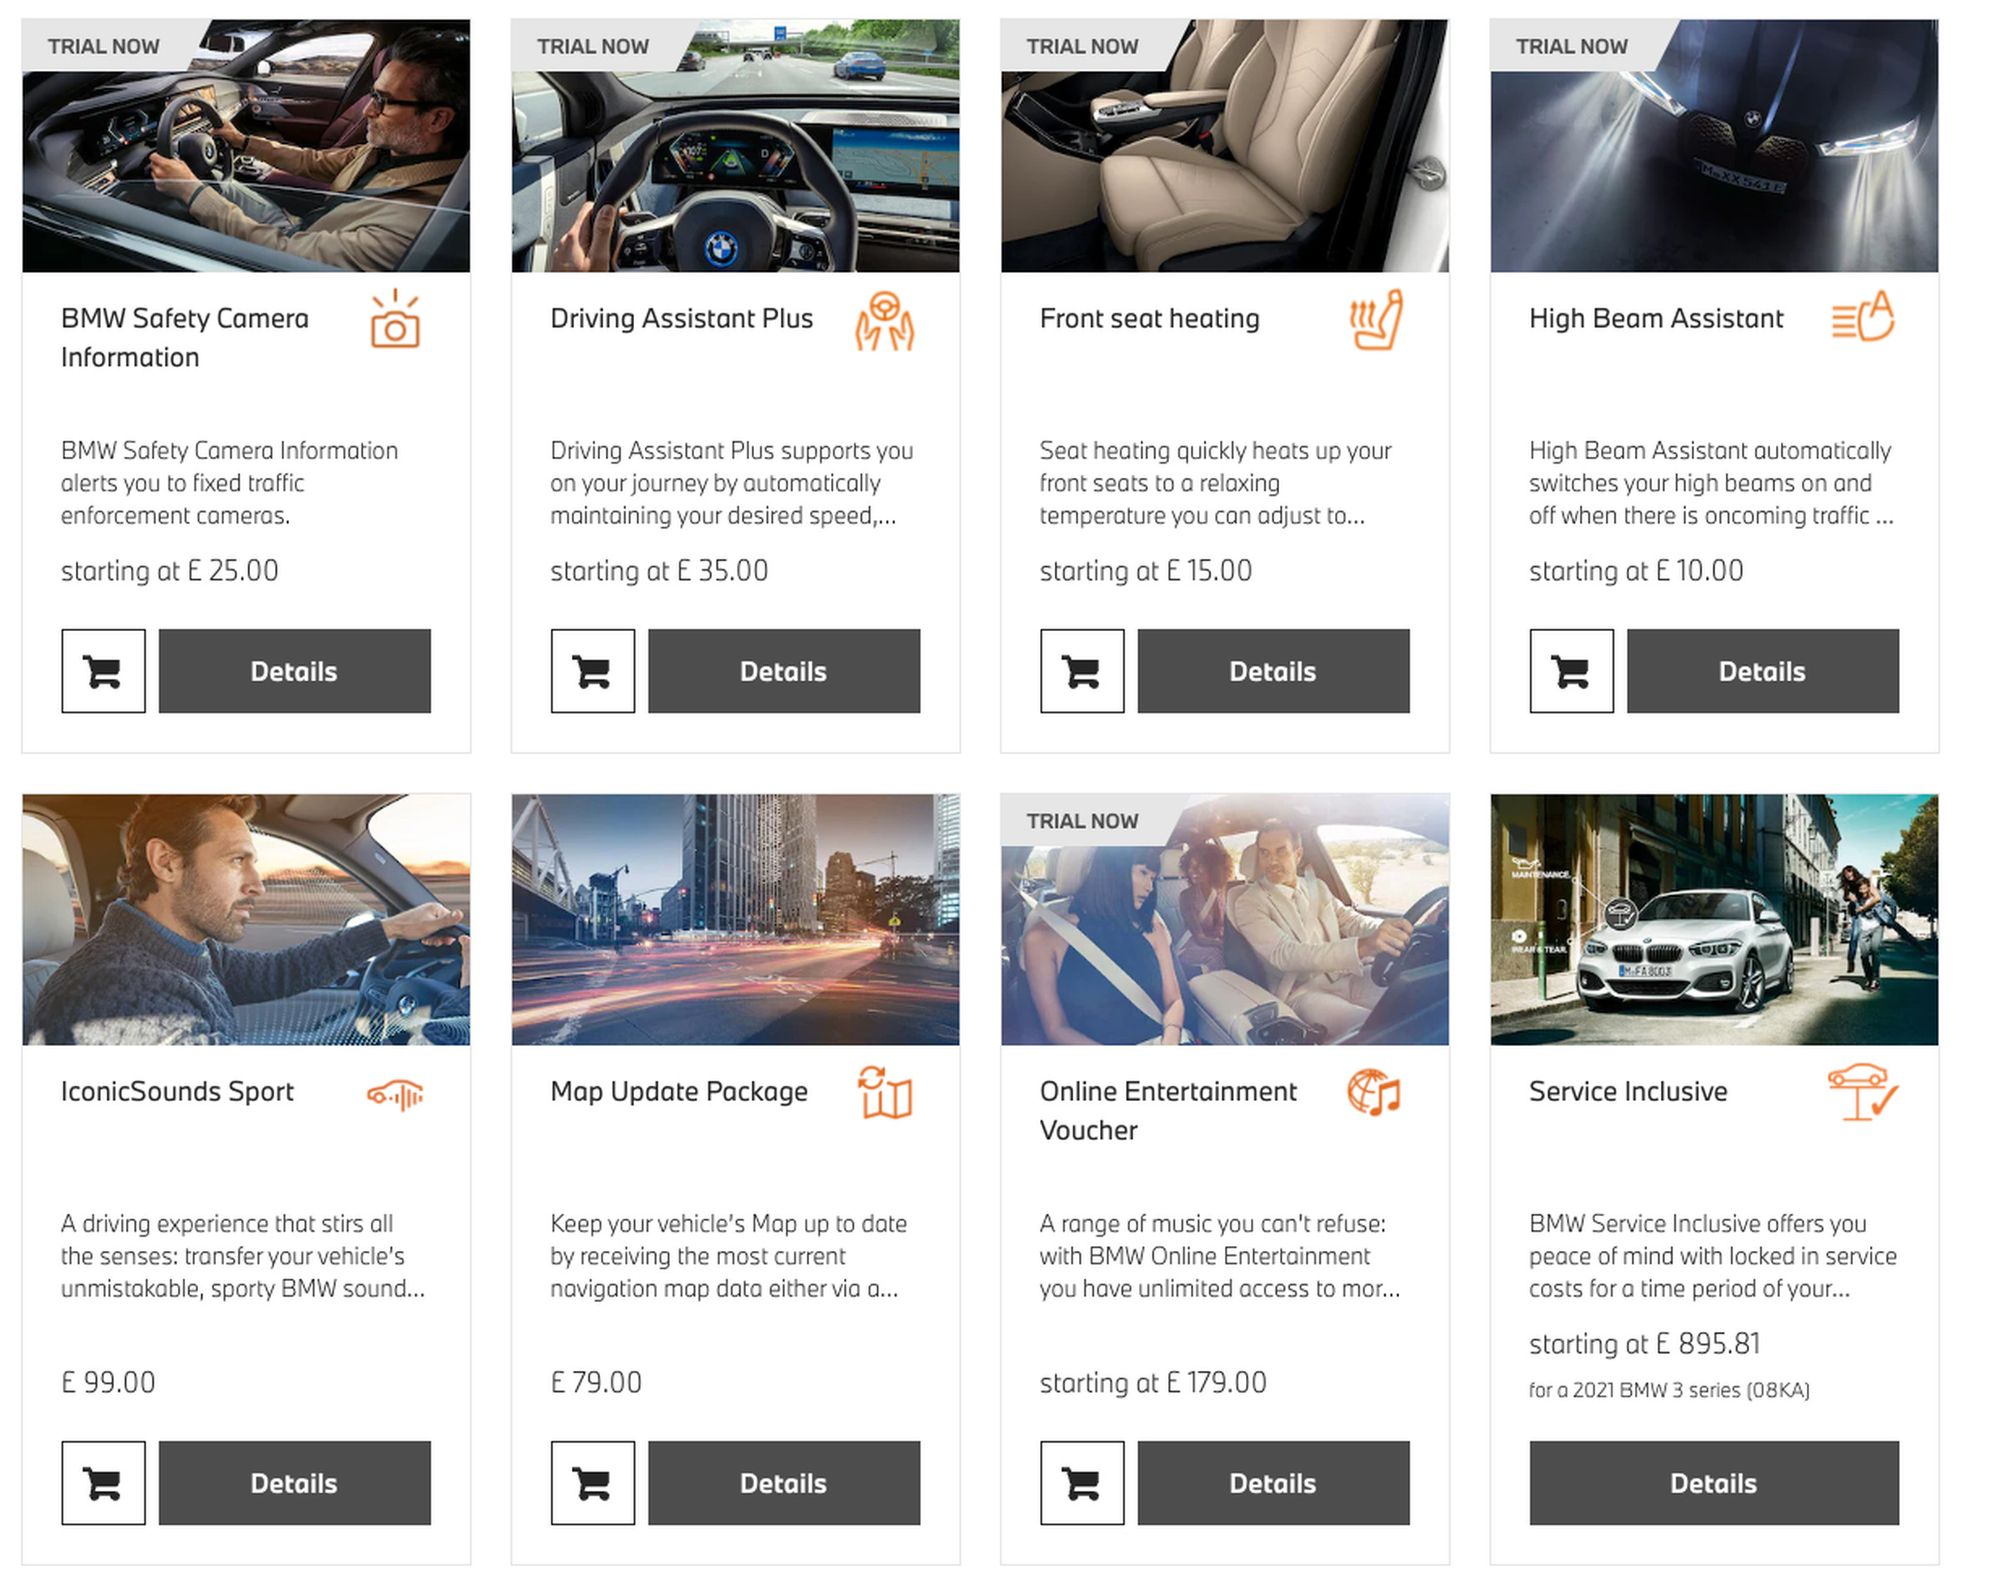 TRIAL NOW
BMW Safety Camera
Information
BMW Safety Camera Information
alerts you to fixed traffic
enforcement cameras.
starting at £ 25.00
Details
TRIAL NOW
Driving Assistant Plus
Driving Assistant Plus supports you
on your journey by automatically
maintaining your desired speed,...
starting at £ 35.00
Details
TRIAL NOW
Front seat heating
Seat heating quickly heats up your
front seats to a relaxing
temperature you can adjust to...
starting at £ 15.00
Details
TRIAL NOW
High Beam Assistant
High Beam Assistant automatically
switches your high beams on and
off when there is oncoming traffic ...
starting at £ 10.00
Details
IconicSounds Sport
A driving experience that stirs all
the senses: transfer your vehicle's
unmistakable, sporty BMW sound...
£ 99.00
Details
Map Update Package
Keep your vehicle's Map up to date
by receiving the most current
navigation map data either via a...
£ 79.00
Details
TRIAL NOW
Online Entertainment
Voucher
A range of music you can't refuse:
with BMW Online Entertainment
you have unlimited access to mor...
starting at £ 179.00
Details
MAINTENANCE
WEAR & TEAR
M·FA 8003
Service Inclusive
BMW Service Inclusive offers you
peace of mind with locked in service
costs for a time period of your...
starting at £ 895.81
for a 2021 BMW 3 series (08KA)
Details